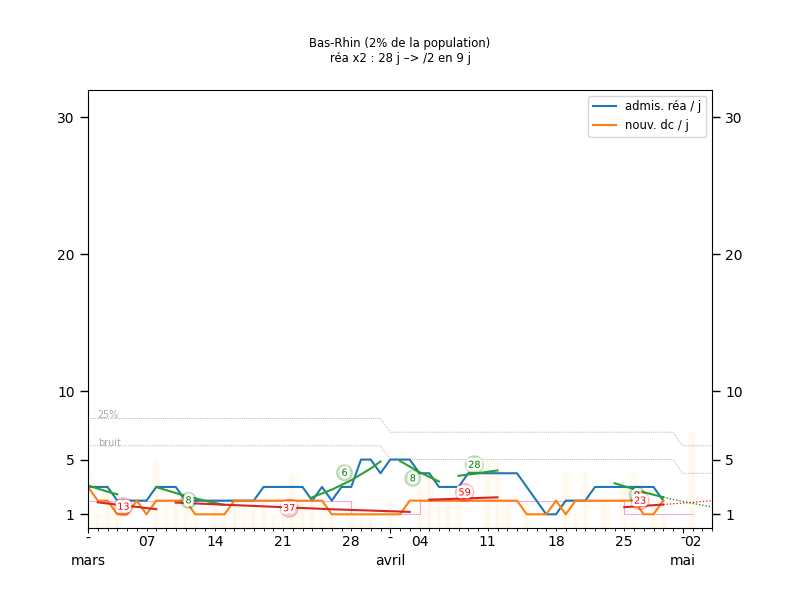 Bas-Rhin (2% de la population)
réa x2 : 28 j –> /2 en 9 j
admis. réa / j
nouv. dc / j
30
30
20
20
10
10
25%
bruit
5
5
28
6
8
59
8
13
37
23
1
1
- 07 14 21 28 - 04 11 18 25 - 02
mars avril mai